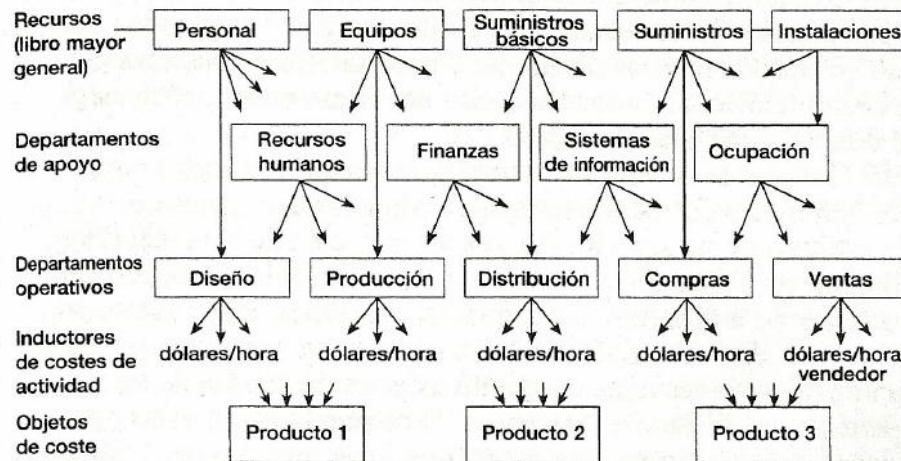 Recursos
(libro mayor
general)
Personal
Equipos
Suministros
básicos
Suministros
Instalaciones
Departamentos
de apoyo
Recursos
humanos
Finanzas
Sistemas
de información
Ocupación
Departamentos
operativos
Diseño
Producción
Distribución
Compras
Ventas
Inductores
de costes de
actividad
dólares/hora
dólares/hora
dólares/hora
dólares/hora
dólares/hora
vendedor
Objetos
de coste
Producto 1
Producto 2
Producto 3